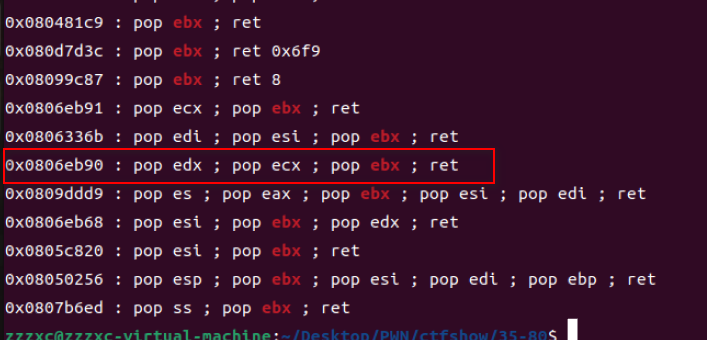 0x080481c9 : pop ebx ; ret
0x080d7d3c : pop ebx ; ret 0x6f9
0x08099c87 : pop ebx ; ret 8
0x0806eb91 : pop ecx ; pop ebx ; ret
0x0806336b : pop edi ; pop esi ; pop ebx ; ret
0x0806eb90 : pop edx ; pop ecx ; pop ebx ; ret
0x0809ddd9 : pop es ; pop eax ; pop ebx ; pop esi ; pop edi ; ret
0x0806eb68 : pop esi ; pop ebx ; pop edx ; ret
0x0805c820 : pop esi ; pop ebx ; ret
0x08050256 : pop esp ; pop ebx ; pop esi ; pop edi ; pop ebp ; ret
0x0807b6ed : pop ss ; pop ebx ; ret
zzzxc@zzzxc-virtual-machine:~/Desktop/PWN/ctfshow/35-80$